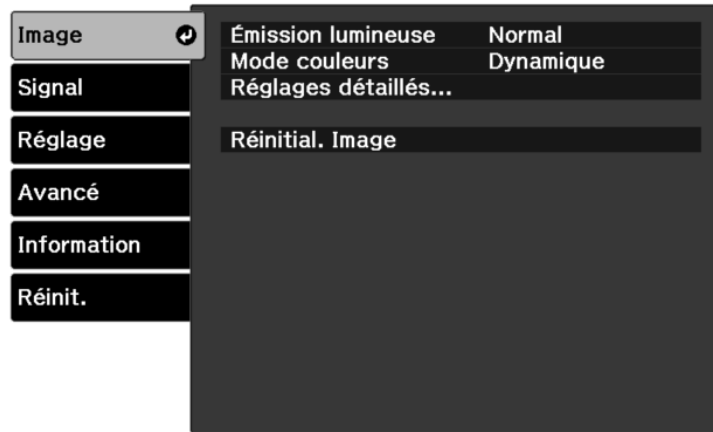 Image
Signal
Réglage
Avancé
Information
Réinit.
Émission lumineuse Normal
Mode couleurs Dynamique
Réglages détaillés...
Réinitial. Image